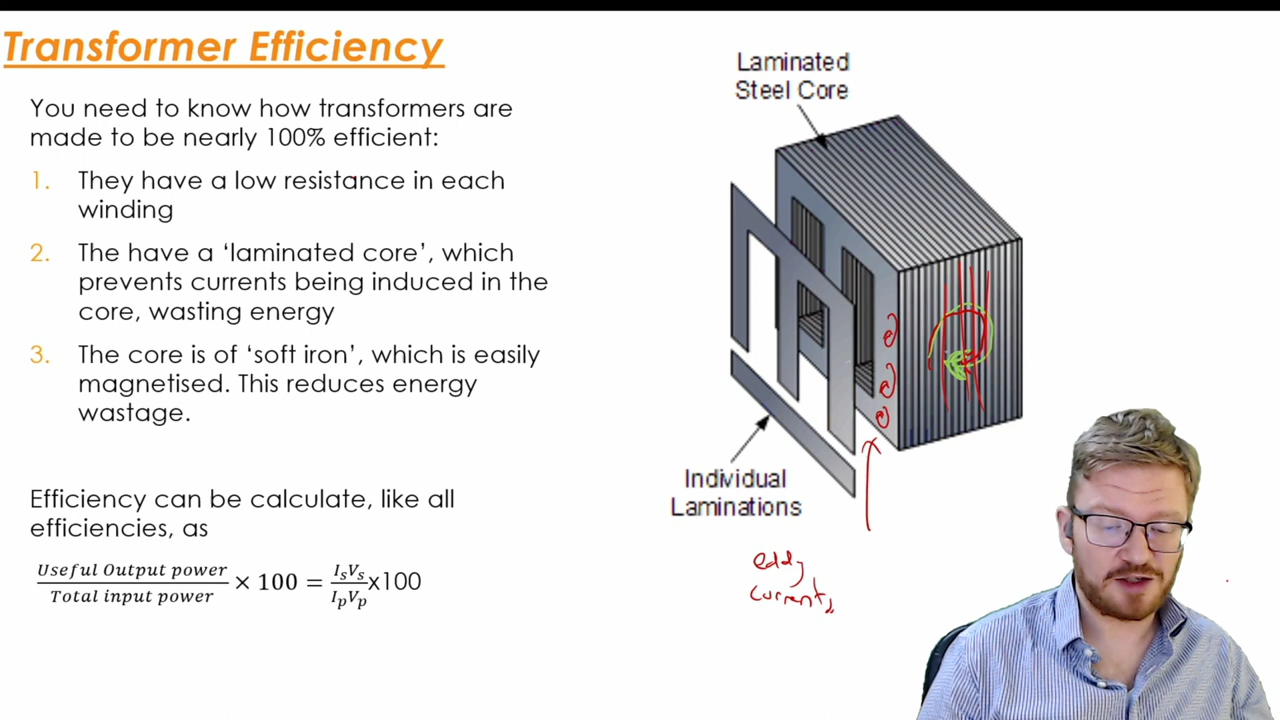 Transformer Efficiency
You need to know how transformers are
made to be nearly 100% efficient:
1. They have a low resistance in each
winding
2. The have a ‘laminated core’, which
prevents currents being induced in the
core, wasting energy
3. The core is of ‘soft iron’, which is easily
magnetised. This reduces energy
wastage.
Efficiency can be calculate, like all
efficiencies, as
Useful Output power / Total input power × 100 = IsVs / IpVp x100
Laminated
Steel Core
Individual
Laminations
eddy
currents